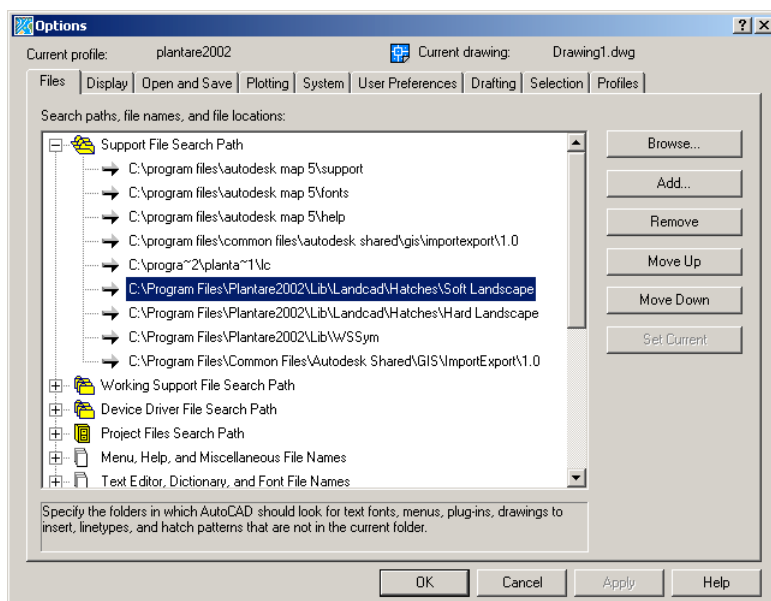 Options
Current profile: plantare2002 Current drawing: Drawing1.dwg
Files Display Open and Save Plotting System User Preferences Drafting Selection Profiles
Search paths, file names, and file locations:
Support File Search Path
C:\program files\autodesk map 5\support
C:\program files\autodesk map 5\fonts
C:\program files\autodesk map 5\help
C:\program files\common files\autodesk shared\gis\importexport\1.0
C:\progra~2\planta~1\lc
C:\Program Files\Plantare2002\Lib\Landcad\Hatches\Soft Landscape
C:\Program Files\Plantare2002\Lib\Landcad\Hatches\Hard Landscape
C:\Program Files\Plantare2002\Lib\WSSym
C:\Program Files\Common Files\Autodesk Shared\GIS\ImportExport\1.0
Working Support File Search Path
Device Driver File Search Path
Project Files Search Path
Menu, Help, and Miscellaneous File Names
Text Editor, Dictionary, and Font File Names
Browse...
Add...
Remove
Move Up
Move Down
Set Current
Specify the folders in which AutoCAD should look for text fonts, menus, plug-ins, drawings to
insert, linetypes, and hatch patterns that are not in the current folder.
OK Cancel Apply Help